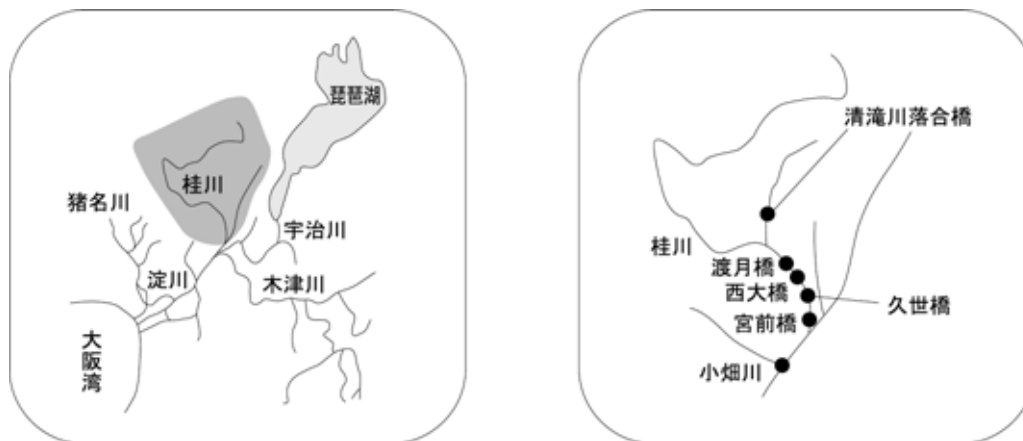 琵琶湖
桂川
猪名川
宇治川
淀川
木津川
大阪湾
清滝川落合橋
桂川
渡月橋
西大橋
久世橋
宮前橋
小畑川